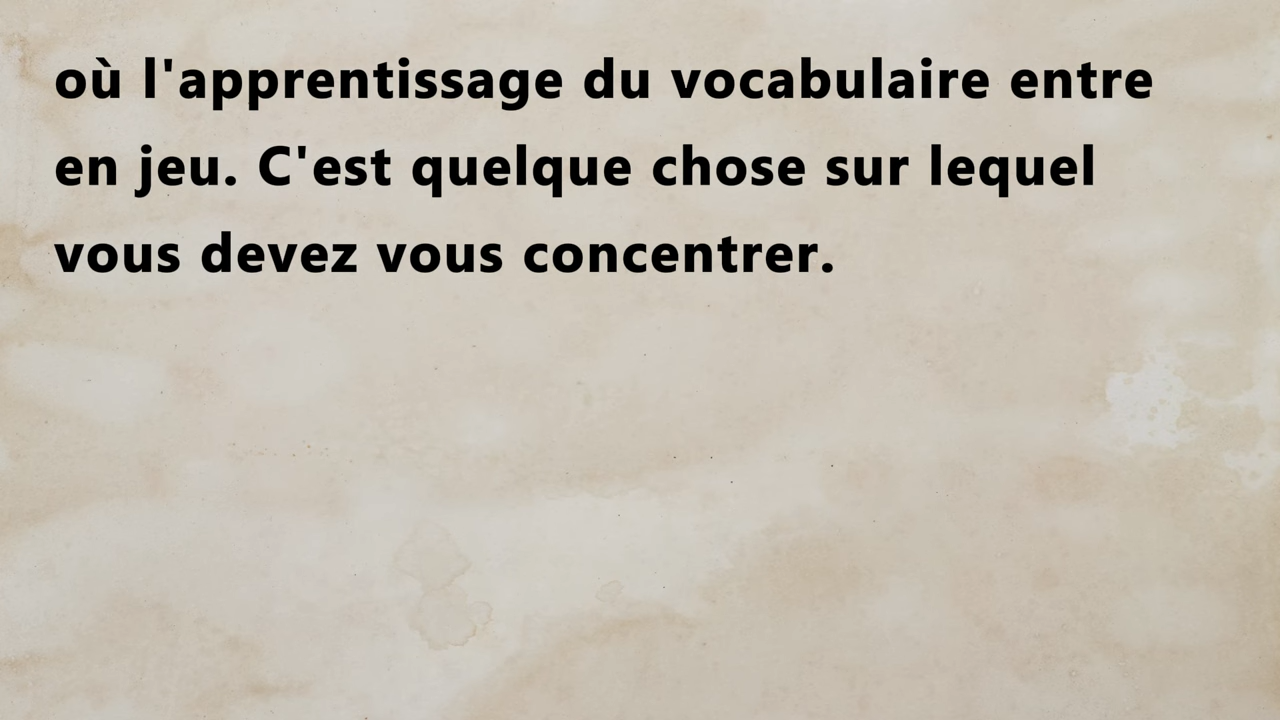 où l'apprentissage du vocabulaire entre
en jeu. C'est quelque chose sur lequel
vous devez vous concentrer.